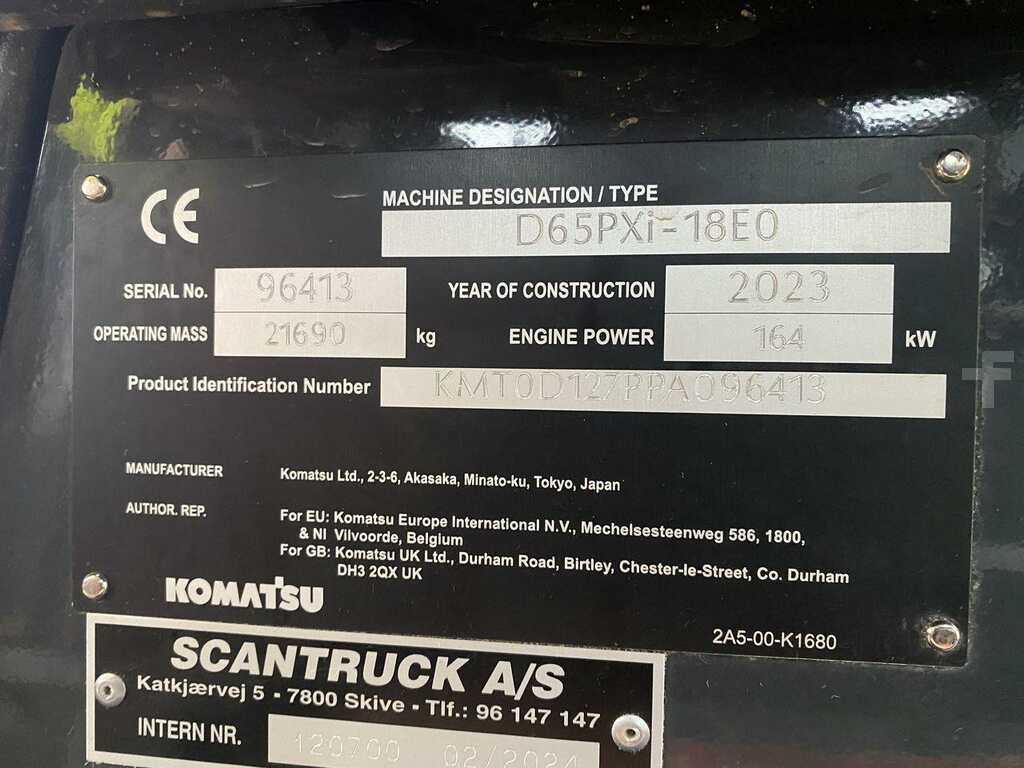 CE
MACHINE DESIGNATION / TYPE
D65PXi-18E0
SERIAL No. 96413 YEAR OF CONSTRUCTION 2023
OPERATING MASS 21690 kg ENGINE POWER 164 kW
Product Identification Number KMT0D127PPA096413
MANUFACTURER Komatsu Ltd., 2-3-6, Akasaka, Minato-ku, Tokyo, Japan
AUTHOR. REP. For EU: Komatsu Europe International N.V., Mechelsesteenweg 586, 1800,
& NI Vilvoorde, Belgium
For GB: Komatsu UK Ltd., Durham Road, Birtley, Chester-le-Street, Co. Durham
DH3 2QX UK
KOMATSU
2A5-00-K1680
SCANTRUCK A/S
Katkjærvej 5 - 7800 Skive - Tlf.: 96 147 147
INTERN NR. 120700 02/2024